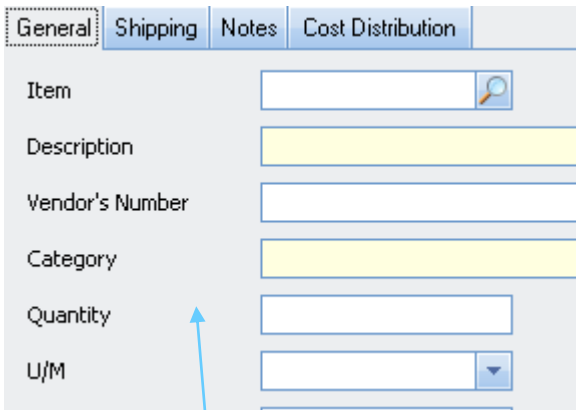 General Shipping Notes Cost Distribution
Item
Description
Vendor's Number
Category
Quantity
U/M